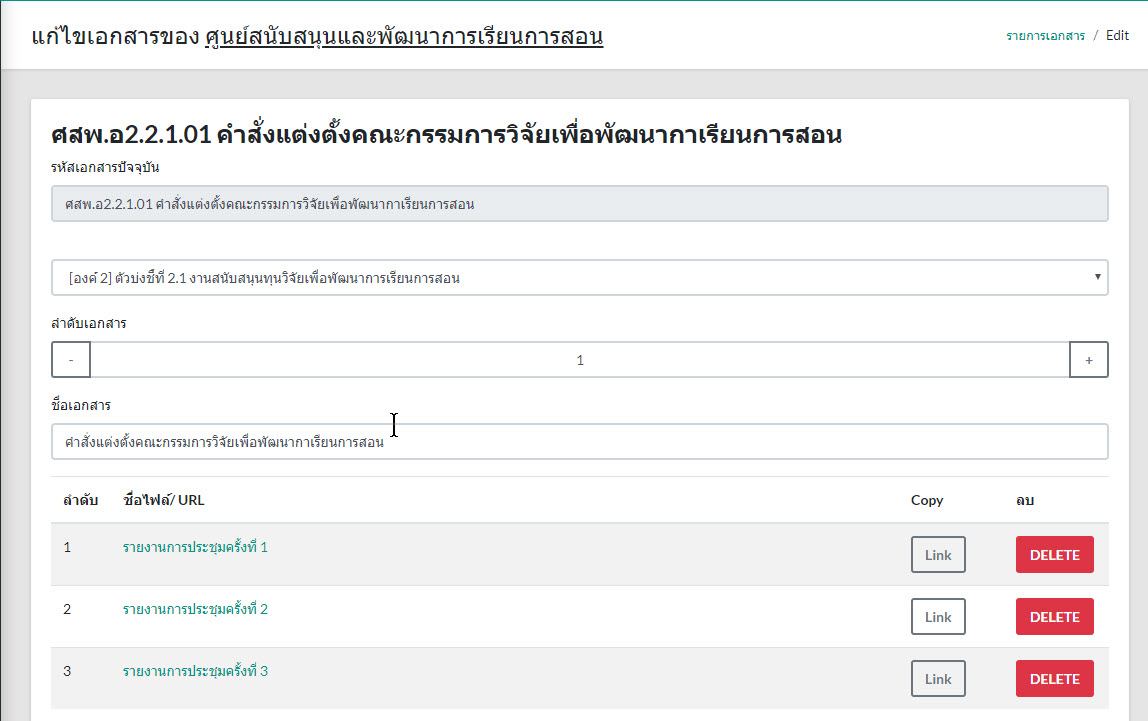 แก้ไขเอกสารของ ศูนย์สนับสนุนและพัฒนาการเรียนการสอน
รายการเอกสาร / Edit
ศสพ.อ2.2.1.01 คำสั่งแต่งตั้งคณะกรรมการวิจัยเพื่อพัฒนากาเรียนการสอน
รหัสเอกสารปัจจุบัน
ศสพ.อ2.2.1.01 คำสั่งแต่งตั้งคณะกรรมการวิจัยเพื่อพัฒนากาเรียนการสอน
[องค์ 2] ตัวบ่งชี้ที่ 2.1 งานสนับสนุนทุนวิจัยเพื่อพัฒนาการเรียนการสอน
ลำดับเอกสาร
- 1 +
ชื่อเอกสาร
คำสั่งแต่งตั้งคณะกรรมการวิจัยเพื่อพัฒนากาเรียนการสอน
ลำดับ ชื่อไฟล์/ URL Copy ลบ
1 รายงานการประชุมครั้งที่ 1 Link DELETE
2 รายงานการประชุมครั้งที่ 2 Link DELETE
3 รายงานการประชุมครั้งที่ 3 Link DELETE